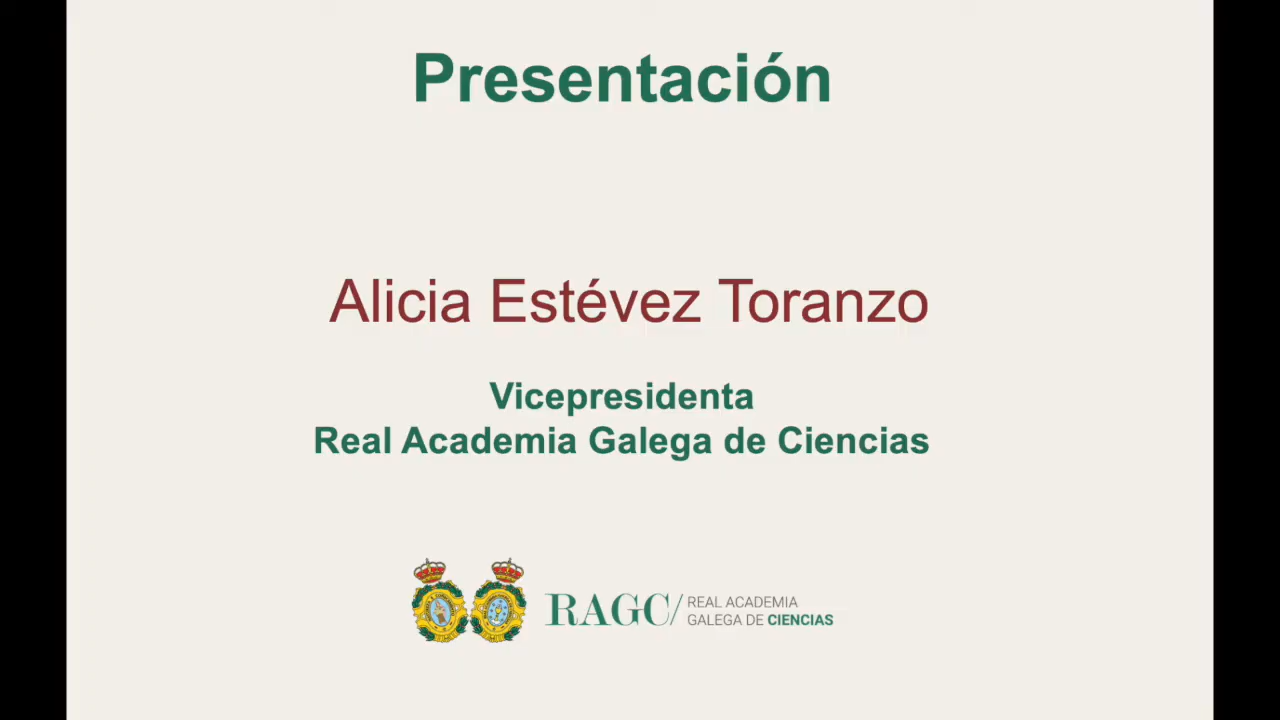 Presentación
Alicia Estévez Toranzo
Vicepresidenta
Real Academia Galega de Ciencias
RAGC/ REAL ACADEMIA
GALEGA DE CIENCIAS